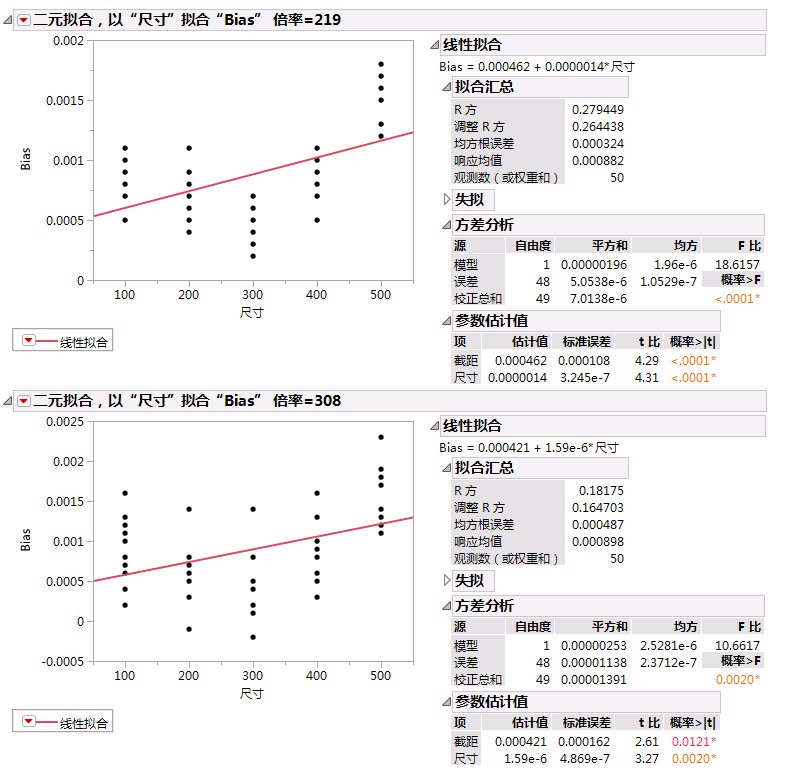 二元拟合，以“尺寸”拟合“Bias” 倍率=219
0.002
0.0015
0.001
0.0005
0
Bias
100 200 300 400 500
尺寸
线性拟合
线性拟合
Bias = 0.000462 + 0.0000014*尺寸
拟合汇总
R 方 0.279449
调整 R 方 0.264438
均方根误差 0.000324
响应均值 0.000882
观测数（或权重和） 50
失拟
方差分析
源 自由度 平方和 均方 F 比
模型 1 0.00000196 1.96e-6 18.6157
误差 48 5.0538e-6 1.0529e-7 概率>F
校正总和 49 7.0138e-6 <.0001*
参数估计值
项 估计值 标准误差 t 比 概率>|t|
截距 0.000462 0.000108 4.29 <.0001*
尺寸 0.0000014 3.245e-7 4.31 <.0001*
二元拟合，以“尺寸”拟合“Bias” 倍率=308
0.0025
0.002
0.0015
0.001
0.0005
0
-0.0005
Bias
100 200 300 400 500
尺寸
线性拟合
线性拟合
Bias = 0.000421 + 1.59e-6*尺寸
拟合汇总
R 方 0.18175
调整 R 方 0.164703
均方根误差 0.000487
响应均值 0.000898
观测数（或权重和） 50
失拟
方差分析
源 自由度 平方和 均方 F 比
模型 1 0.00000253 2.5281e-6 10.6617
误差 48 0.00001138 2.3712e-7 概率>F
校正总和 49 0.00001391 0.0020*
参数估计值
项 估计值 标准误差 t 比 概率>|t|
截距 0.000421 0.000162 2.61 0.0121*
尺寸 1.59e-6 4.869e-7 3.27 0.0020*